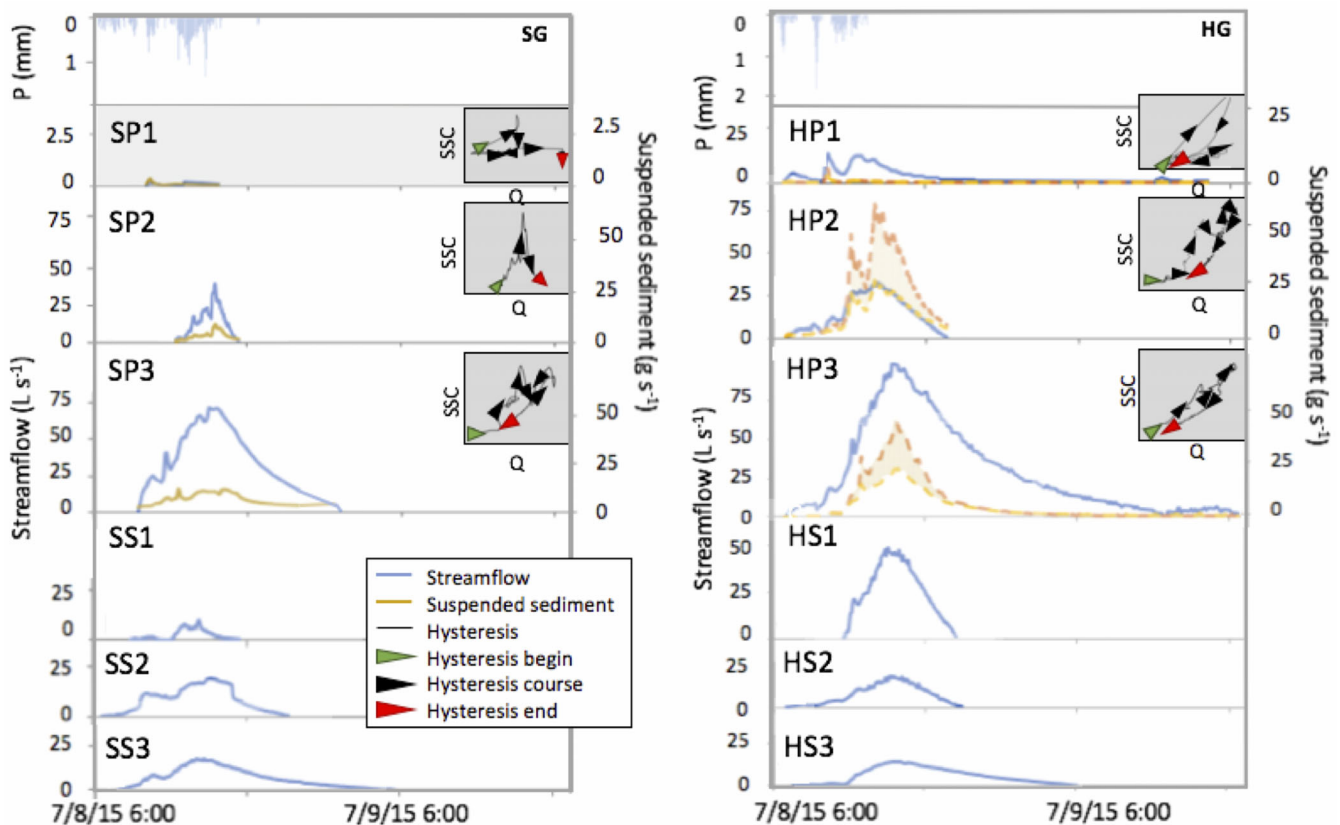 0
1
P (mm)
SG
SP1
2.5
0
SSC
Q
2.5
0
SP2
75
50
25
0
SSC
Q
50
25
0
SP3
75
50
25
0
SSC
Q
50
25
0
Streamflow (L s⁻¹)
Suspended sediment (g s⁻¹)
SS1
25
0
SS2
25
0
SS3
25
0
7/8/15 6:00
7/9/15 6:00
Streamflow
Suspended sediment
Hysteresis
Hysteresis begin
Hysteresis course
Hysteresis end
0
1
2
P (mm)
HG
HP1
25
0
SSC
Q
25
0
HP2
75
50
25
0
SSC
Q
50
25
0
HP3
75
50
25
0
SSC
Q
50
25
0
Streamflow (L s⁻¹)
Suspended sediment (g s⁻¹)
HS1
50
25
0
HS2
25
0
HS3
25
0
7/8/15 6:00
7/9/15 6:00